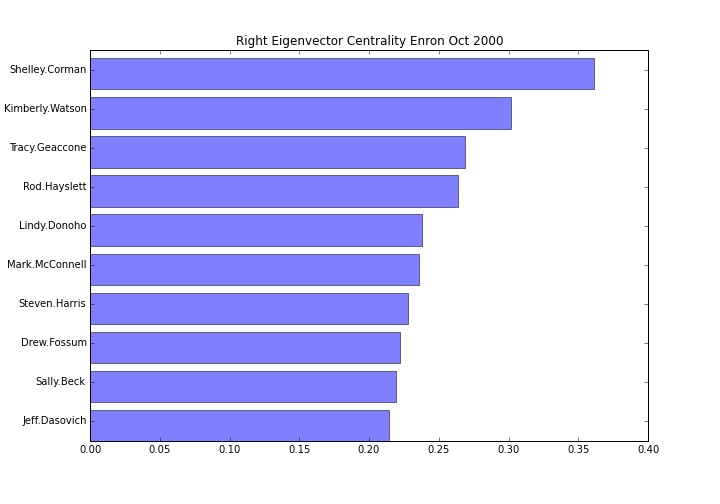 Right Eigenvector Centrality Enron Oct 2000
Shelley.Corman
Kimberly.Watson
Tracy.Geaccone
Rod.Hayslett
Lindy.Donoho
Mark.McConnell
Steven.Harris
Drew.Fossum
Sally.Beck
Jeff.Dasovich
0.00 0.05 0.10 0.15 0.20 0.25 0.30 0.35 0.40